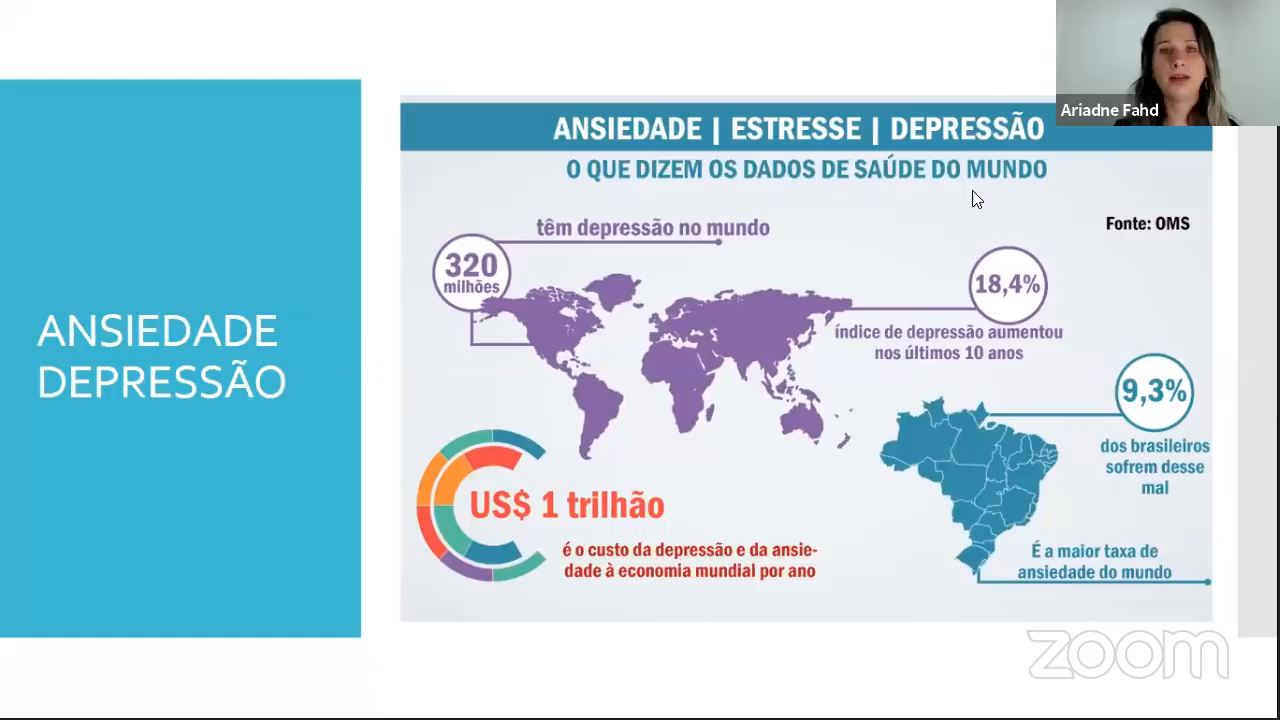 Ariadne Fahd
ANSIEDADE | ESTRESSE | DEPRESSÃO
O QUE DIZEM OS DADOS DE SAÚDE DO MUNDO
Fonte: OMS
têm depressão no mundo
320
milhões
18,4%
índice de depressão aumentou
nos últimos 10 anos
ANSIEDADE
DEPRESSÃO
9,3%
dos brasileiros
sofrem desse
mal
US$ 1 trilhão
é o custo da depressão e da ansie-
dade à economia mundial por ano
É a maior taxa de
ansiedade do mundo
zoom